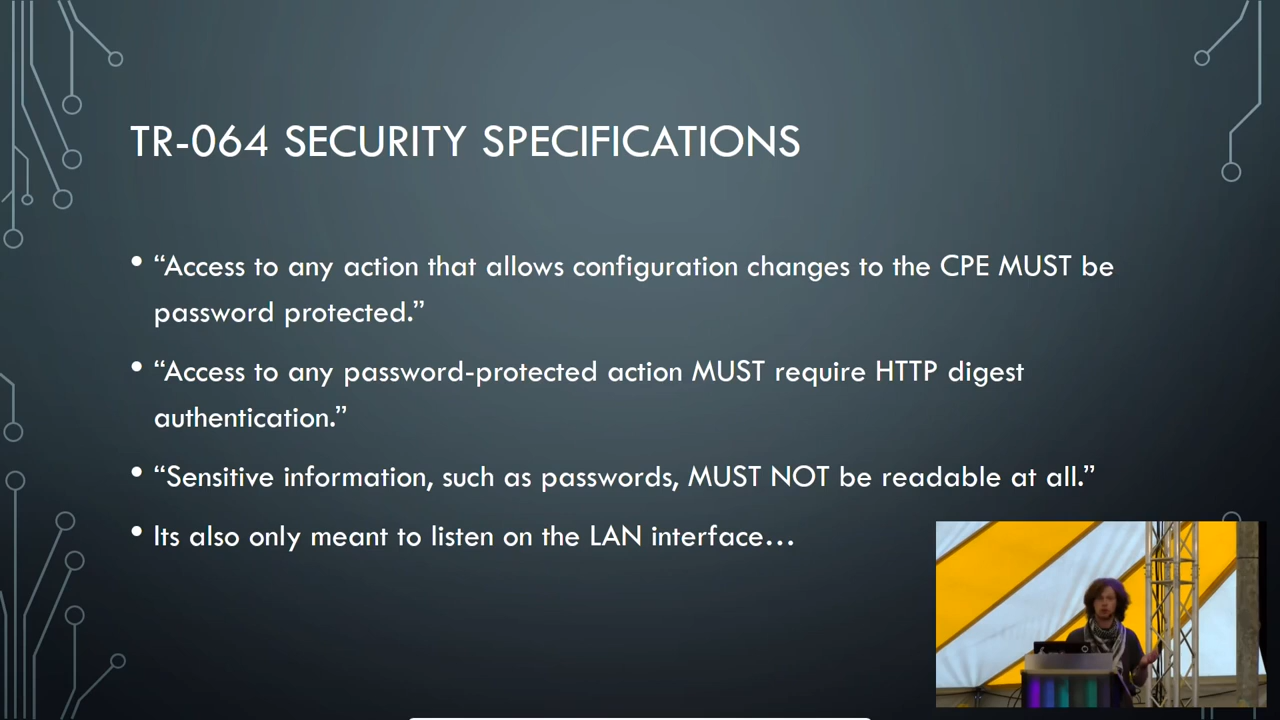 TR-064 SECURITY SPECIFICATIONS
• “Access to any action that allows configuration changes to the CPE MUST be
password protected.”
• “Access to any password-protected action MUST require HTTP digest
authentication.”
• “Sensitive information, such as passwords, MUST NOT be readable at all.”
• Its also only meant to listen on the LAN interface…